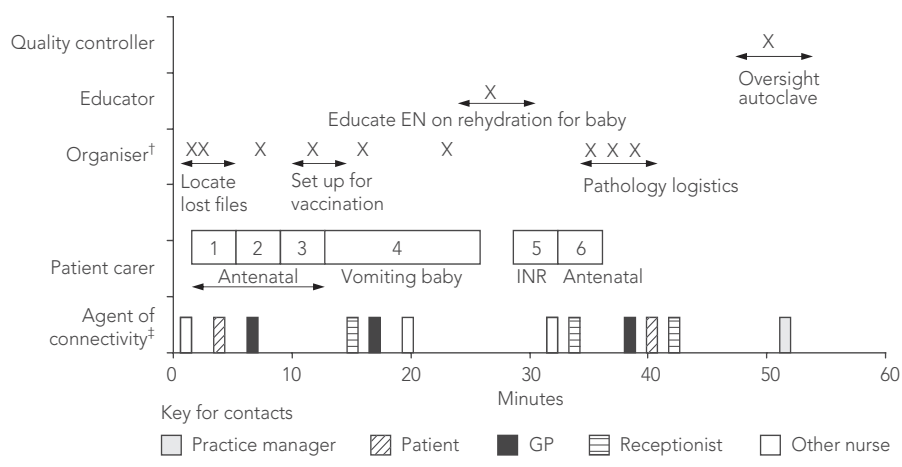 Quality controller
X
Oversight
autoclave
Educator
X
Educate EN on rehydration for baby
Organiser†
XX X X X X X X X
Locate
lost files
Set up for
vaccination
Pathology logistics
Patient carer
1 2 3 4 5 6
Antenatal Vomiting baby INR Antenatal
Agent of
connectivity‡
0 10 20 30 40 50 60
Minutes
Key for contacts
Practice manager Patient GP Receptionist Other nurse